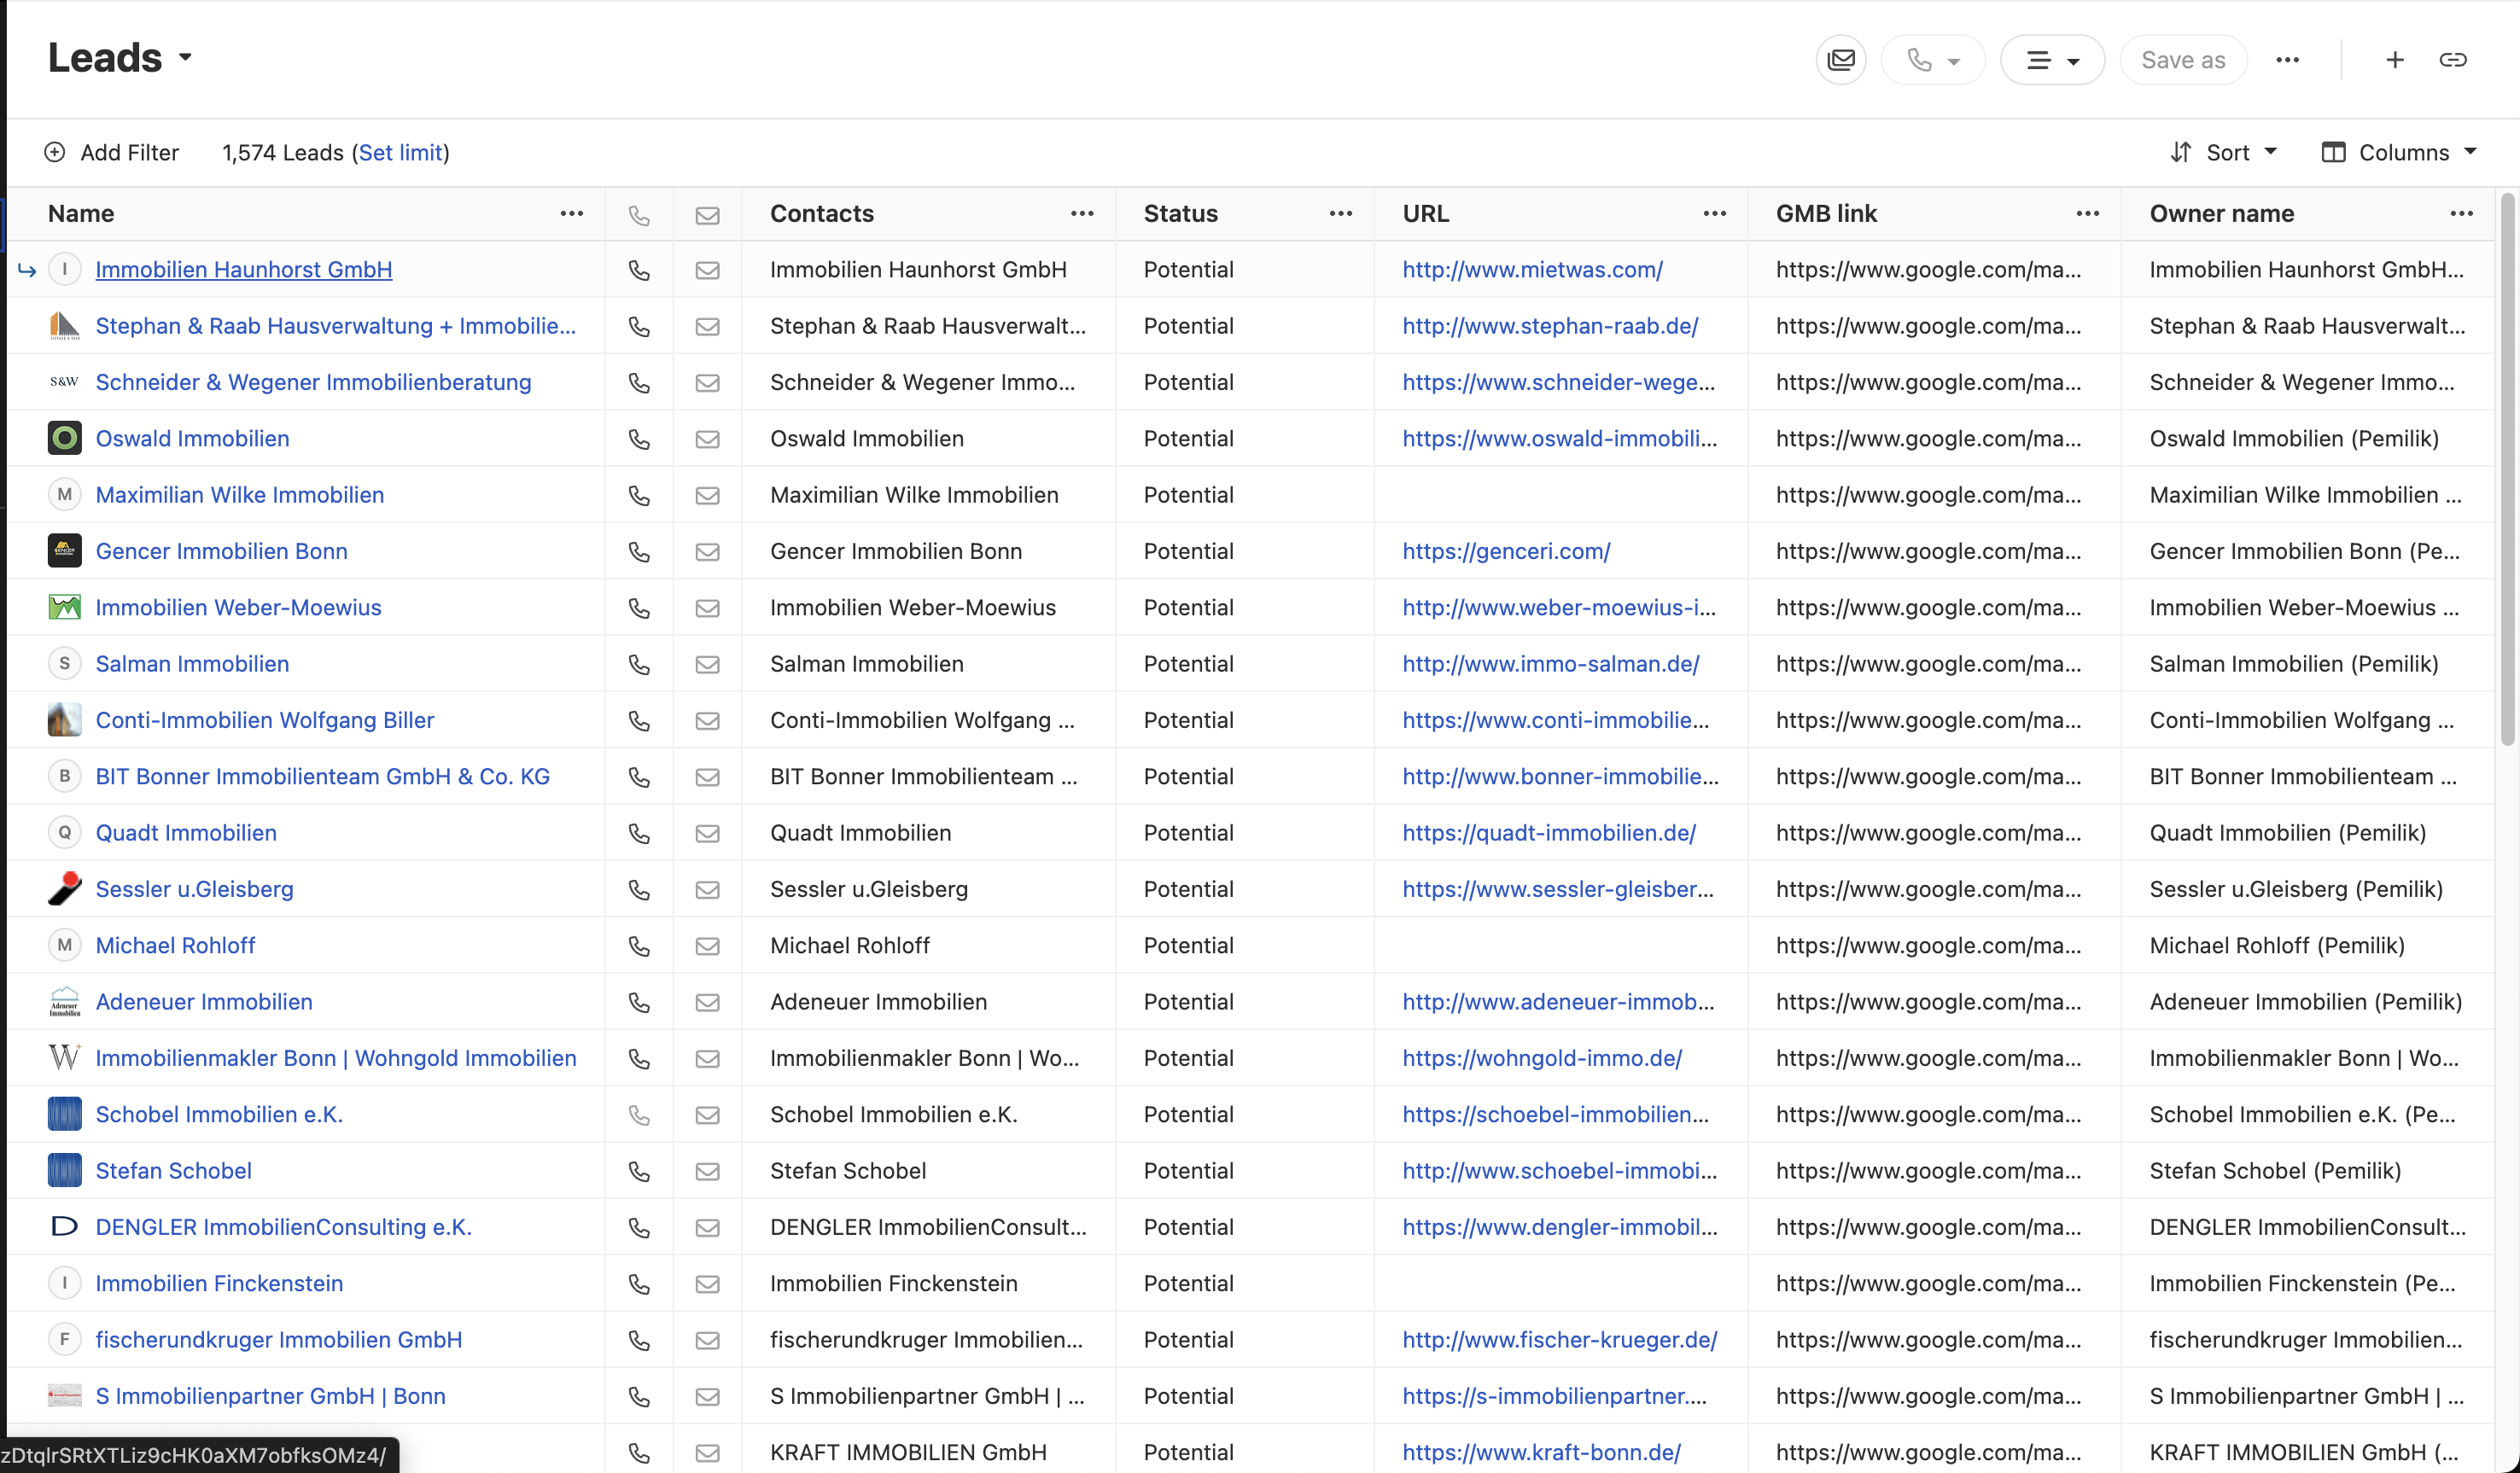 Leads
Save as
Add Filter 1,574 Leads (Set limit) Sort Columns
Name Contacts Status URL GMB link Owner name
I Immobilien Haunhorst GmbH Immobilien Haunhorst GmbH Potential http://www.mietwas.com/ https://www.google.com/ma... Immobilien Haunhorst GmbH...
Stephan & Raab Hausverwaltung + Immobilie... Stephan & Raab Hausverwalt... Potential http://www.stephan-raab.de/ https://www.google.com/ma... Stephan & Raab Hausverwalt...
S&W Schneider & Wegener Immobilienberatung Schneider & Wegener Immo... Potential https://www.schneider-wege... https://www.google.com/ma... Schneider & Wegener Immo...
Oswald Immobilien Oswald Immobilien Potential https://www.oswald-immobili... https://www.google.com/ma... Oswald Immobilien (Pemilik)
M Maximilian Wilke Immobilien Maximilian Wilke Immobilien Potential https://www.google.com/ma... Maximilian Wilke Immobilien ...
Gencer Immobilien Bonn Gencer Immobilien Bonn Potential https://genceri.com/ https://www.google.com/ma... Gencer Immobilien Bonn (Pe...
Immobilien Weber-Moewius Immobilien Weber-Moewius Potential http://www.weber-moewius-i... https://www.google.com/ma... Immobilien Weber-Moewius ...
S Salman Immobilien Salman Immobilien Potential http://www.immo-salman.de/ https://www.google.com/ma... Salman Immobilien (Pemilik)
Conti-Immobilien Wolfgang Biller Conti-Immobilien Wolfgang ... Potential https://www.conti-immobilie... https://www.google.com/ma... Conti-Immobilien Wolfgang ...
B BIT Bonner Immobilienteam GmbH & Co. KG BIT Bonner Immobilienteam ... Potential http://www.bonner-immobilie... https://www.google.com/ma... BIT Bonner Immobilienteam ...
Q Quadt Immobilien Quadt Immobilien Potential https://quadt-immobilien.de/ https://www.google.com/ma... Quadt Immobilien (Pemilik)
Sessler u.Gleisberg Sessler u.Gleisberg Potential https://www.sessler-gleisber... https://www.google.com/ma... Sessler u.Gleisberg (Pemilik)
M Michael Rohloff Michael Rohloff Potential https://www.google.com/ma... Michael Rohloff (Pemilik)
Adeneuer Immobilien Adeneuer Immobilien Adeneuer Immobilien Potential http://www.adeneuer-immob... https://www.google.com/ma... Adeneuer Immobilien (Pemilik)
W Immobilienmakler Bonn | Wohngold Immobilien Immobilienmakler Bonn | Wo... Potential https://wohngold-immo.de/ https://www.google.com/ma... Immobilienmakler Bonn | Wo...
Schobel Immobilien e.K. Schobel Immobilien e.K. Potential https://schoebel-immobilien... https://www.google.com/ma... Schobel Immobilien e.K. (Pe...
Stefan Schobel Stefan Schobel Potential http://www.schoebel-immobi... https://www.google.com/ma... Stefan Schobel (Pemilik)
D DENGLER ImmobilienConsulting e.K. DENGLER ImmobilienConsult... Potential https://www.dengler-immobil... https://www.google.com/ma... DENGLER ImmobilienConsult...
I Immobilien Finckenstein Immobilien Finckenstein Potential https://www.google.com/ma... Immobilien Finckenstein (Pe...
F fischerundkruger Immobilien GmbH fischerundkruger Immobilien... Potential http://www.fischer-krueger.de/ https://www.google.com/ma... fischerundkruger Immobilien...
S Immobilienpartner GmbH | Bonn S Immobilienpartner GmbH | ... Potential https://s-immobilienpartner.... https://www.google.com/ma... S Immobilienpartner GmbH | ...
zDtqlrSRtXTLiz9cHK0aXM7obfksOMz4/ KRAFT IMMOBILIEN GmbH Potential https://www.kraft-bonn.de/ https://www.google.com/ma... KRAFT IMMOBILIEN GmbH (...